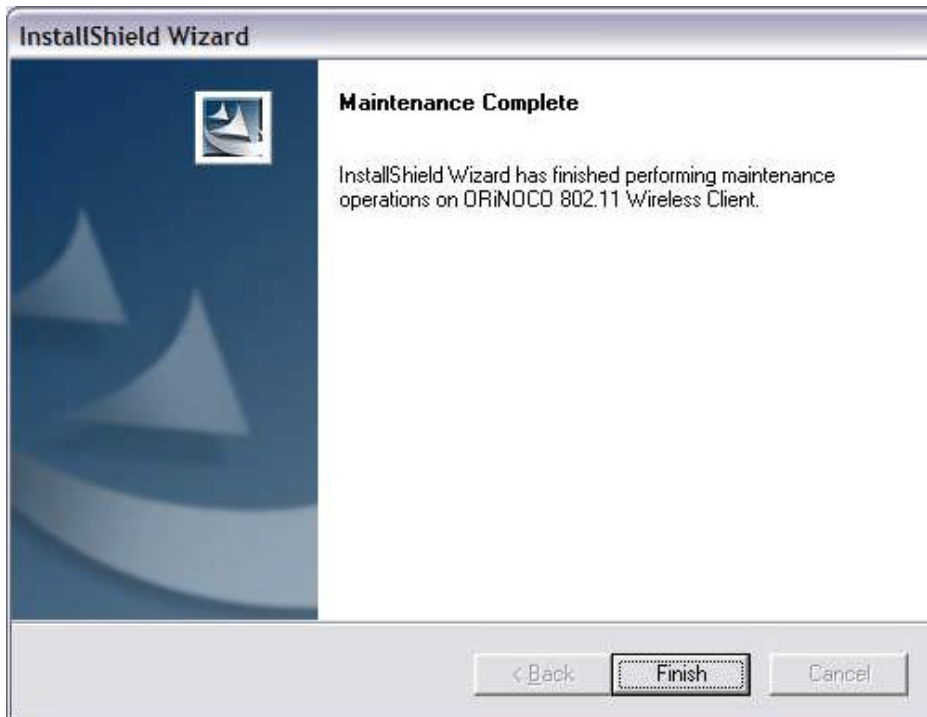 InstallShield Wizard
Maintenance Complete
InstallShield Wizard has finished performing maintenance
operations on ORiNOCO 802.11 Wireless Client.
< Back
Finish
Cancel